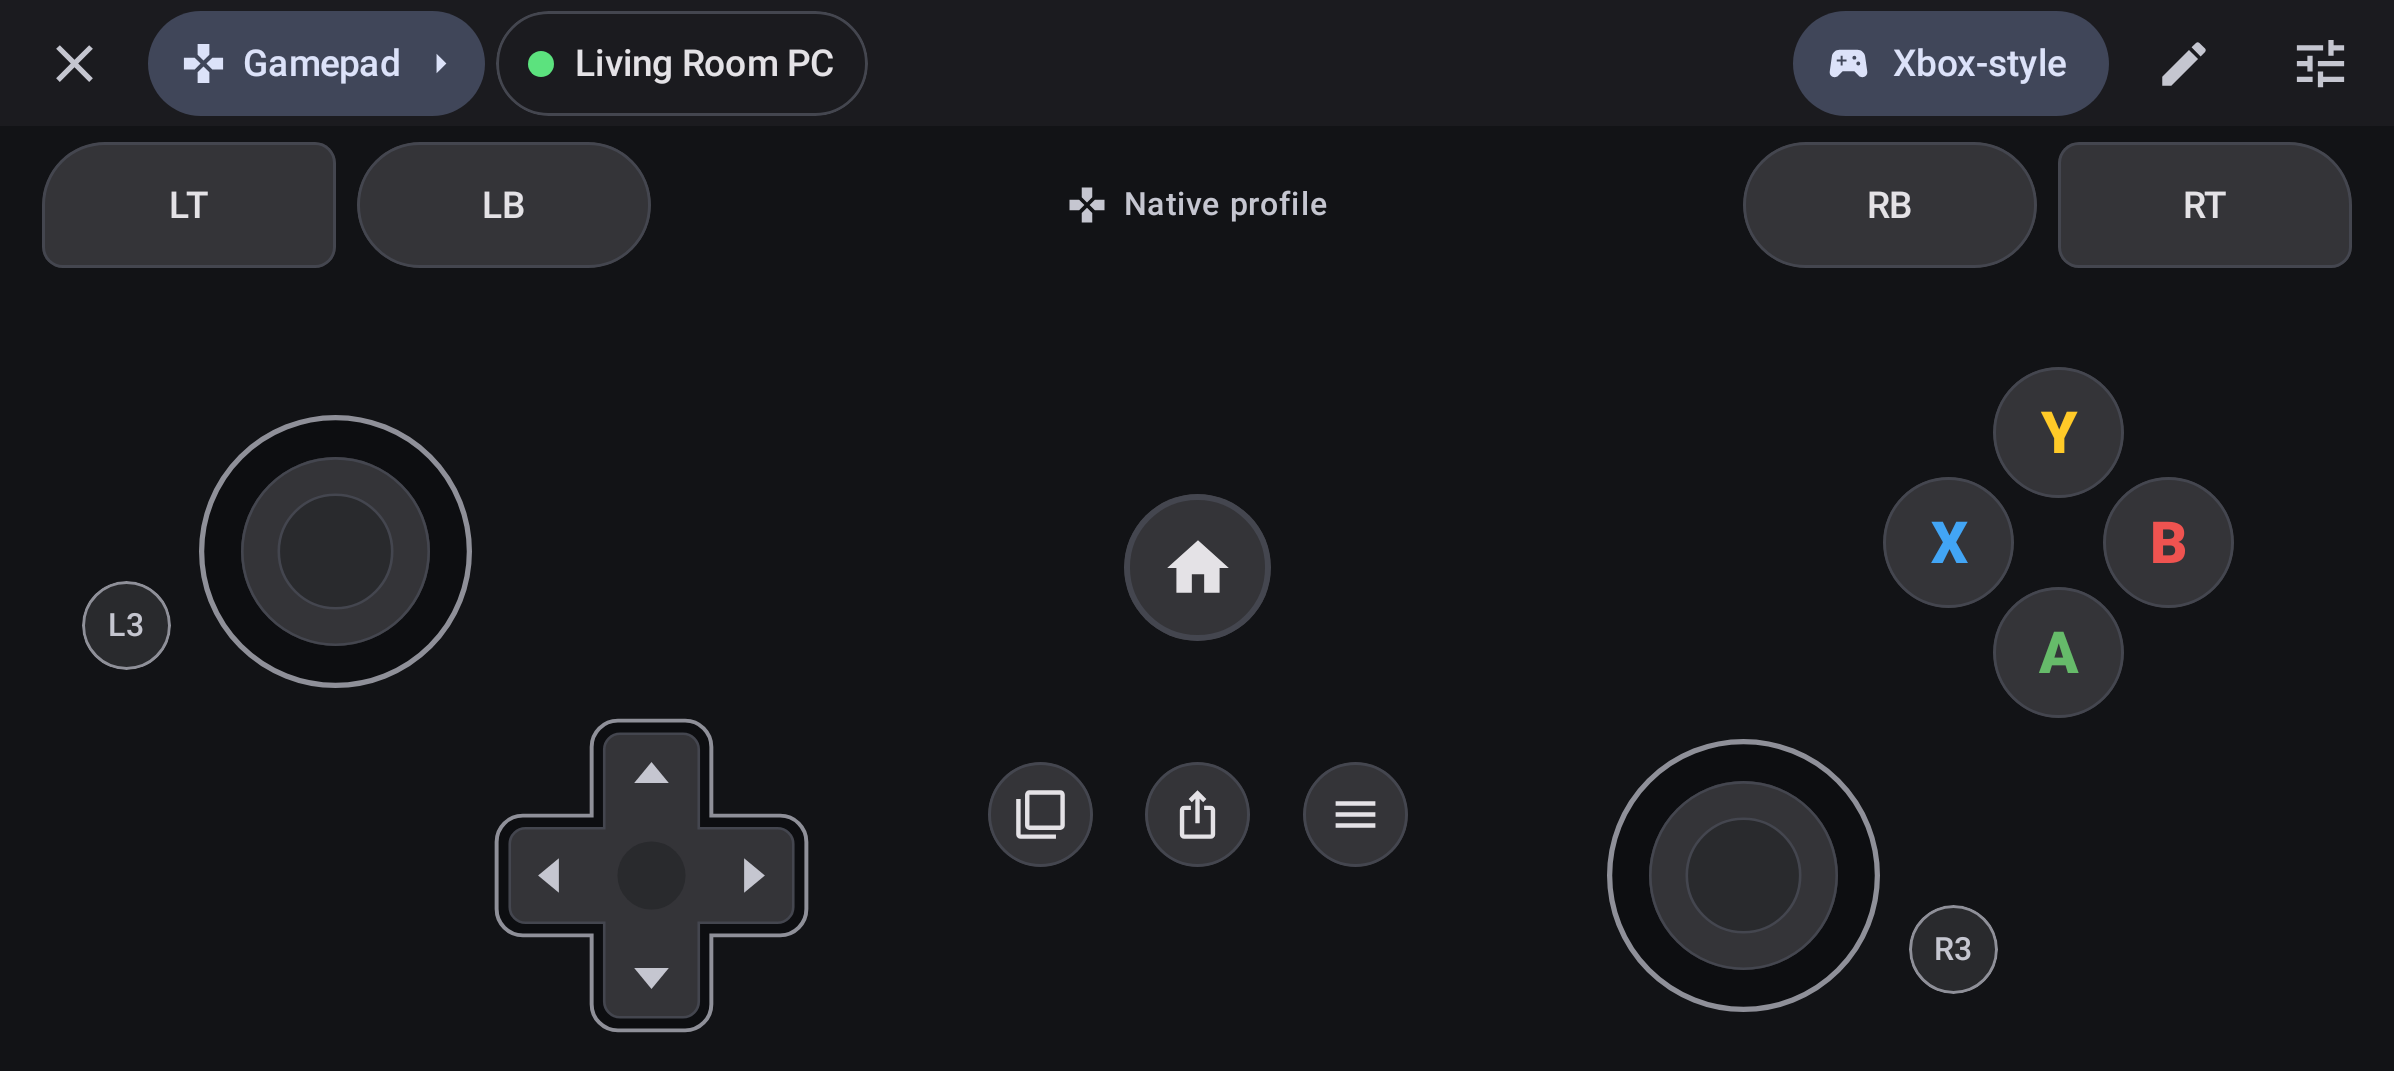 Gamepad
Living Room PC
Xbox-style
LT
LB
Native profile
RB
RT
Y
X
B
L3
A
R3